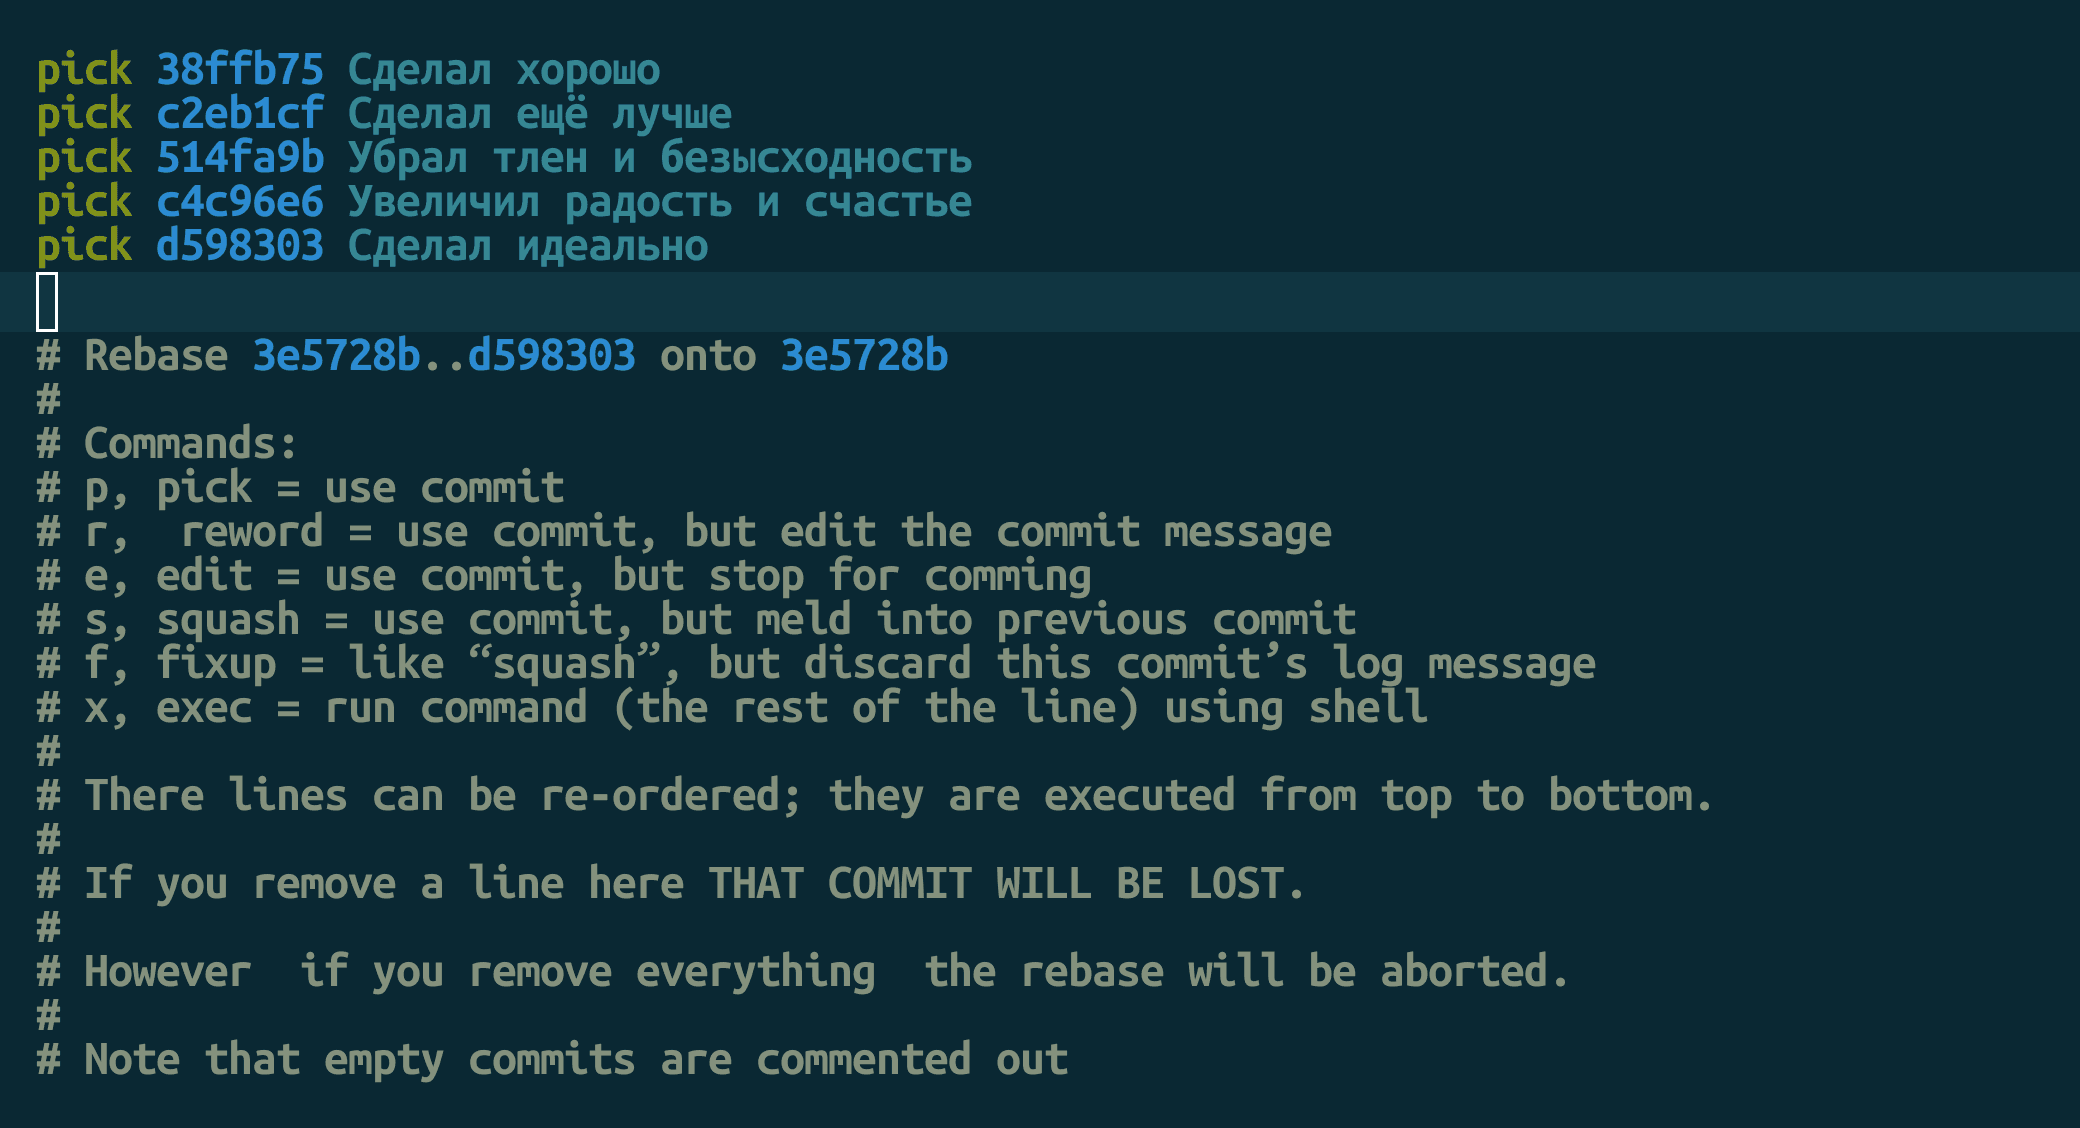 pick 38ffb75 Сделал хорошо
pick c2eb1cf Сделал ещё лучше
pick 514fa9b Убрал тлен и безысходность
pick c4c96e6 Увеличил радость и счастье
pick d598303 Сделал идеально
# Rebase 3e5728b..d598303 onto 3e5728b
#
# Commands:
# p, pick = use commit
# r,  reword = use commit, but edit the commit message
# e, edit = use commit, but stop for comming
# s, squash = use commit, but meld into previous commit
# f, fixup = like “squash”, but discard this commit’s log message
# x, exec = run command (the rest of the line) using shell
#
# There lines can be re-ordered; they are executed from top to bottom.
#
# If you remove a line here THAT COMMIT WILL BE LOST.
#
# However  if you remove everything  the rebase will be aborted.
#
# Note that empty commits are commented out